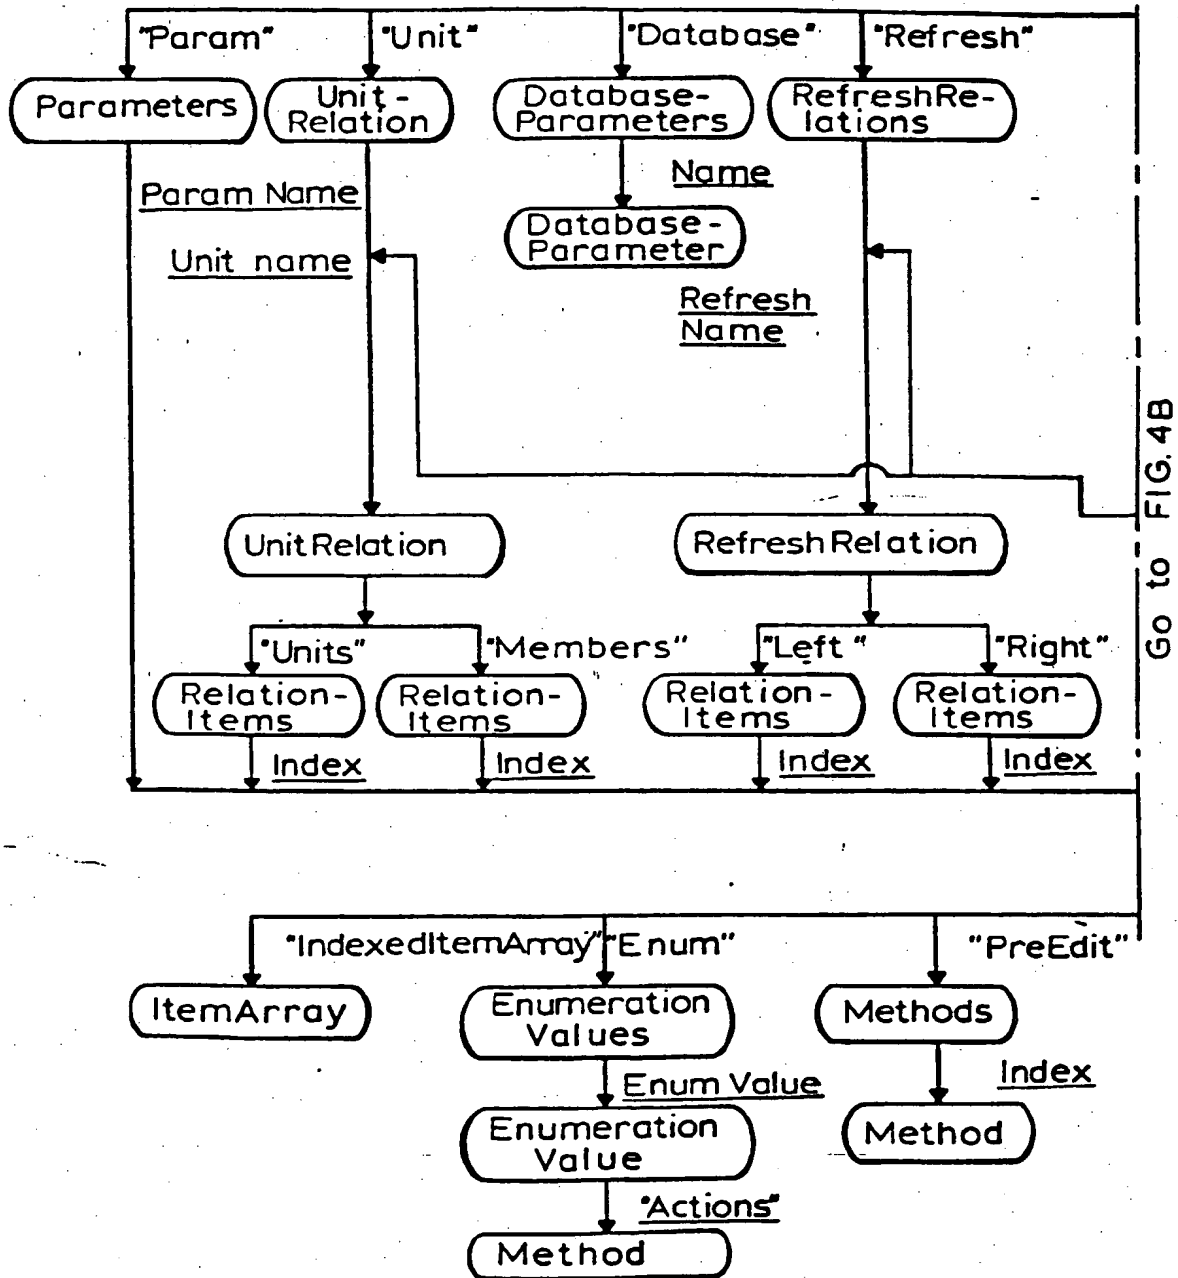 "Param" "Unit" "Database" "Refresh"
Parameters
Unit-
Relation
Database-
Parameters
RefreshRe-
lations
Param Name
Name
Unit name
Database-
Parameter
Refresh
Name
Go to FIG. 4B
UnitRelation
RefreshRelation
"Units" "Members" "Left" "Right"
Relation-
Items
Relation-
Items
Relation-
Items
Relation-
Items
Index Index Index Index
"IndexedItemArray" "Enum" "PreEdit"
ItemArray
Enumeration
Values
Methods
Enum Value
Index
Enumeration
Value
Method
"Actions"
Method